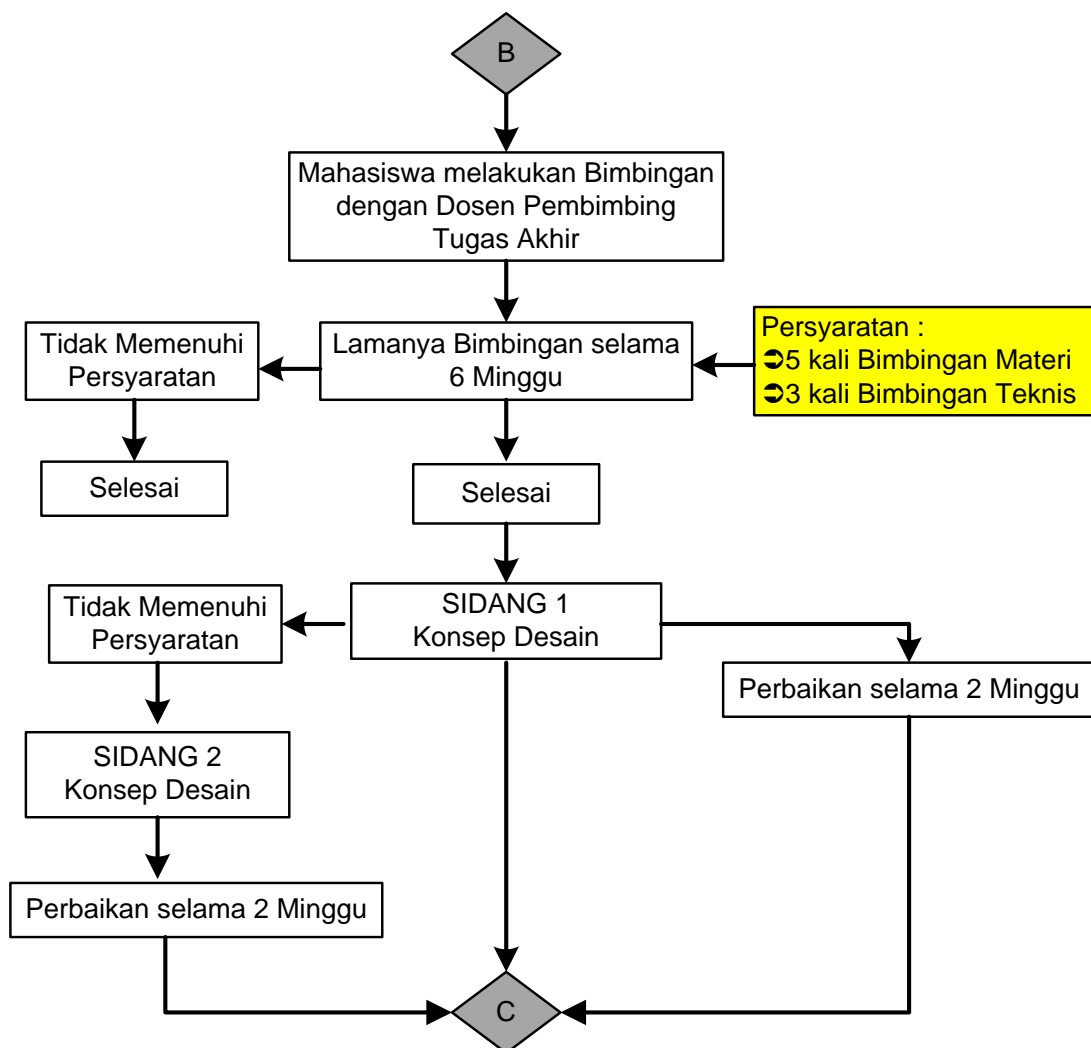 B
Mahasiswa melakukan Bimbingan
dengan Dosen Pembimbing
Tugas Akhir
Tidak Memenuhi
Persyaratan
Lamanya Bimbingan selama
6 Minggu
Persyaratan :
➲5 kali Bimbingan Materi
➲3 kali Bimbingan Teknis
Selesai
Selesai
Tidak Memenuhi
Persyaratan
SIDANG 1
Konsep Desain
Perbaikan selama 2 Minggu
SIDANG 2
Konsep Desain
Perbaikan selama 2 Minggu
C